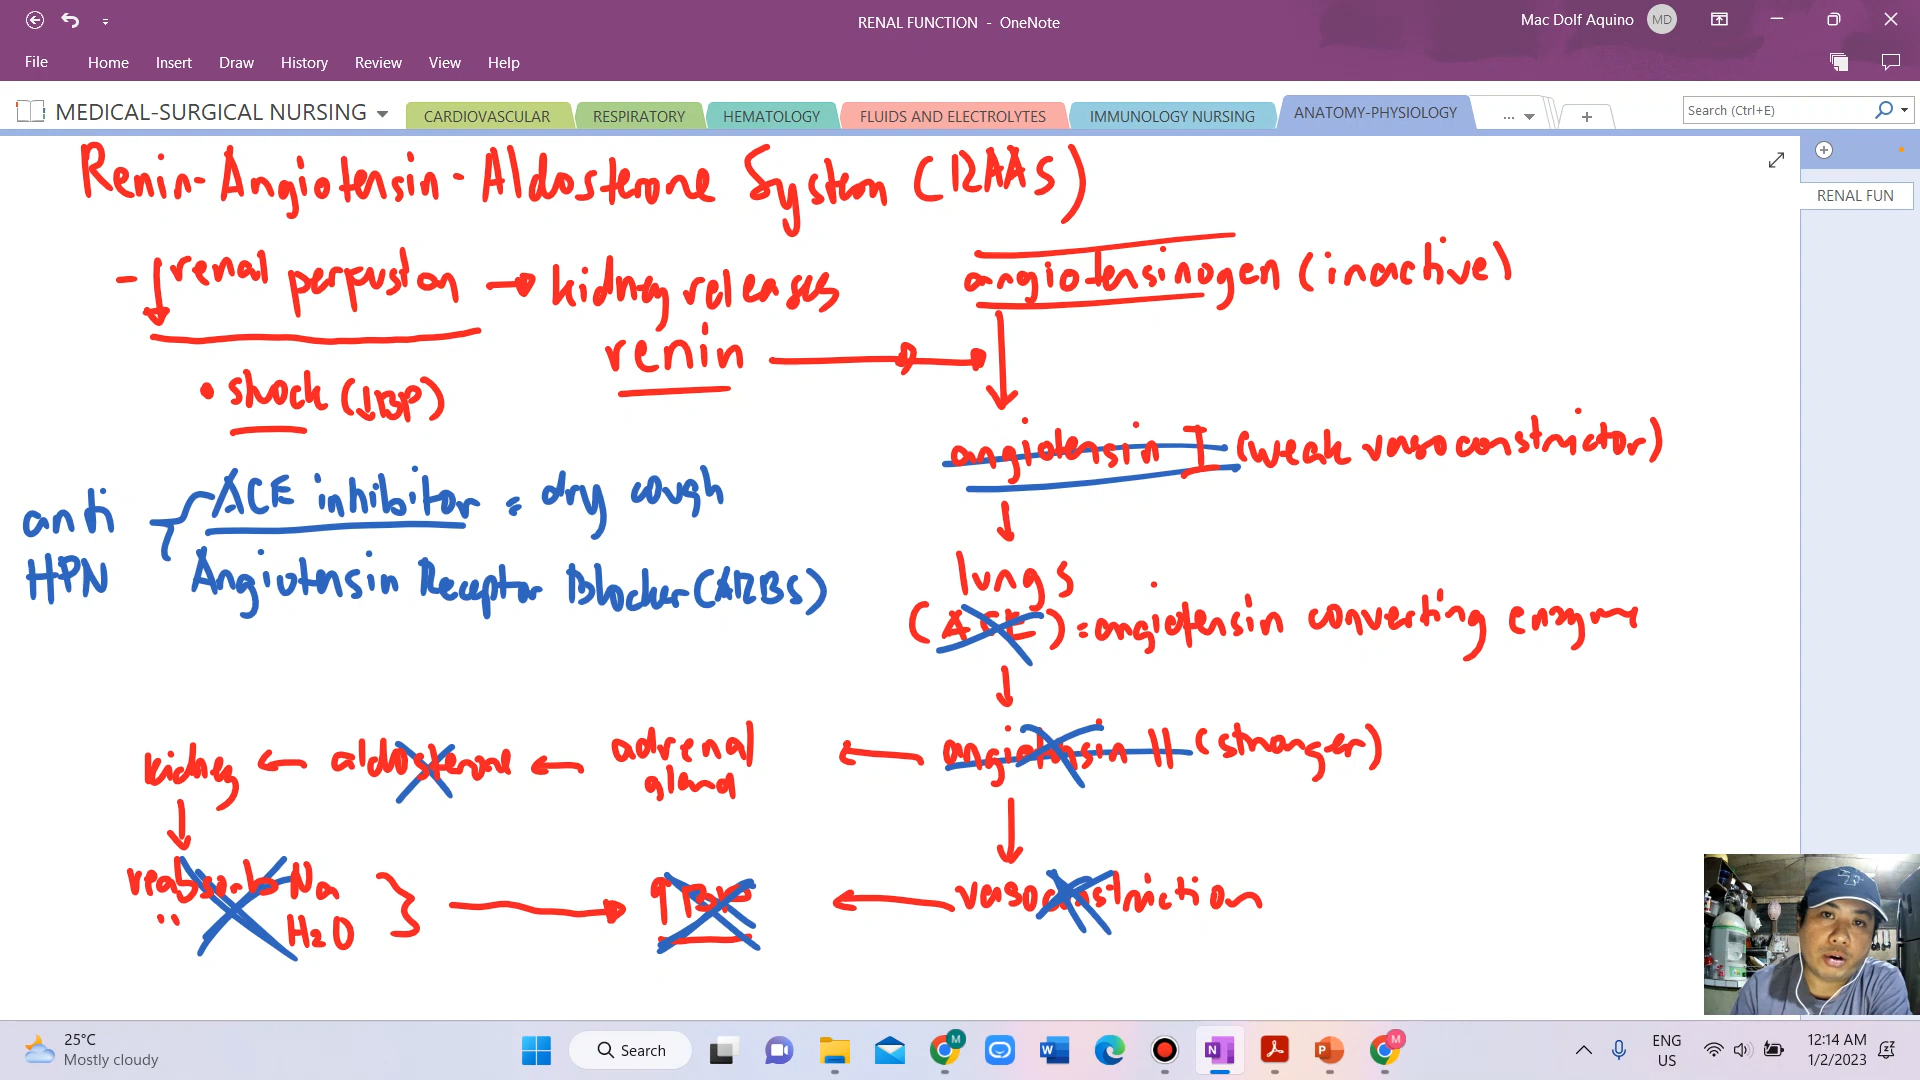 RENAL FUNCTION - OneNote
Mac Dolf Aquino MD
File Home Insert Draw History Review View Help
MEDICAL-SURGICAL NURSING
CARDIOVASCULAR RESPIRATORY HEMATOLOGY FLUIDS AND ELECTROLYTES IMMUNOLOGY NURSING ANATOMY-PHYSIOLOGY ... +
Search (Ctrl+E)
RENAL FUN
Renin-Angiotensin-Aldosterone System (RAAS)
- ↓ renal perfusion → kidney releases
renin →
• shock (↓BP)
angiotensinogen (inactive)
↓
angiotensin I (weak vasoconstrictor)
↓
lungs
(ACE) = angiotensin converting enzyme
↓
anti HPN
ACE inhibitor = dry cough
Angiotensin Receptor Blocker (ARBS)
kidney ← aldosterone ← adrenal gland ← angiotensin II (stronger)
↓ ↓
reabsorb Na
" H2O } → ↑BP ← vasoconstriction
25°C
Mostly cloudy
Search
ENG
US
12:14 AM
1/2/2023